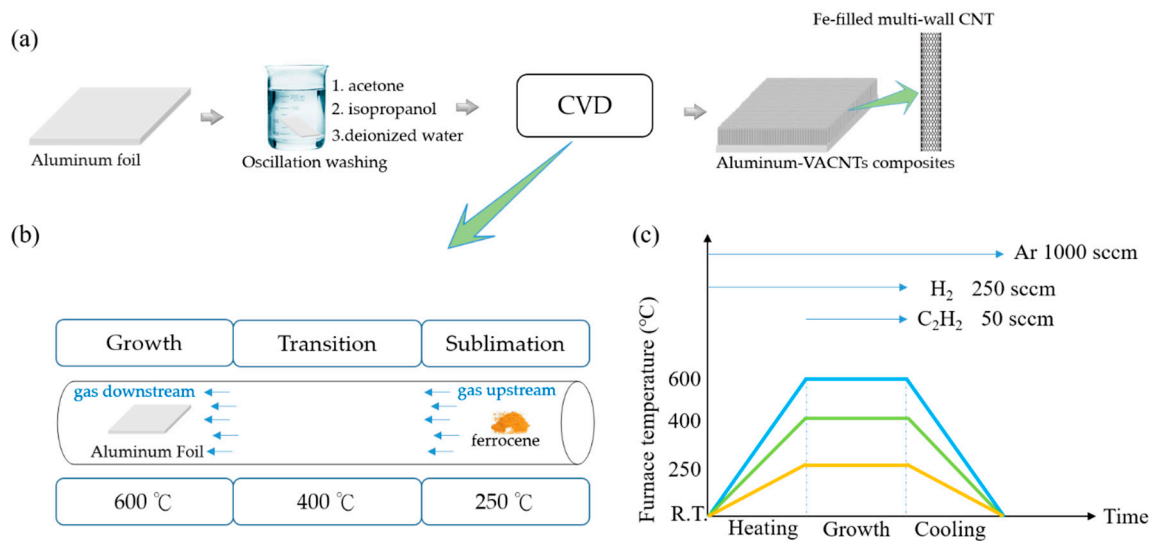 (a)
Fe-filled multi-wall CNT
Aluminum foil
1. acetone
2. isopropanol
3.deionized water
Oscillation washing
CVD
Aluminum-VACNTs composites
(b)
Growth
Transition
Sublimation
gas downstream
gas upstream
Aluminum Foil
ferrocene
600 ℃
400 ℃
250 ℃
(c)
Ar 1000 sccm
H₂ 250 sccm
C₂H₂ 50 sccm
Furnace temperature (℃)
600
400
250
R.T.
Heating
Growth
Cooling
Time